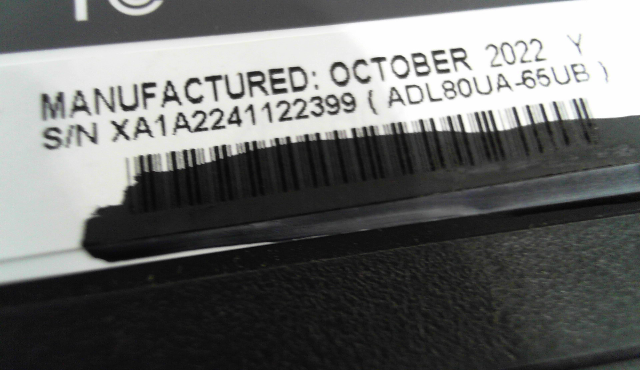 MANUFACTURED: OCTOBER 2022 Y
S/N XA1A2241122399 ( ADL80UA-65UB )